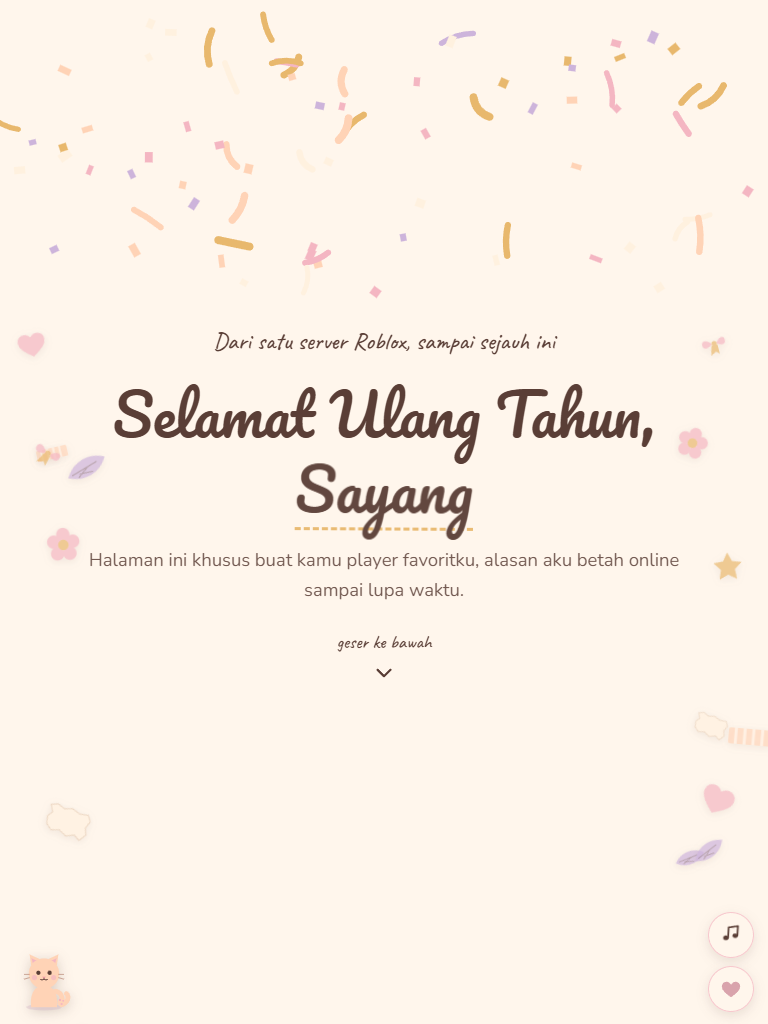 Dari satu server Roblox, sampai sejauh ini
Selamat Ulang Tahun,
Sayang
Halaman ini khusus buat kamu player favoritku, alasan aku betah online
sampai lupa waktu.
geser ke bawah